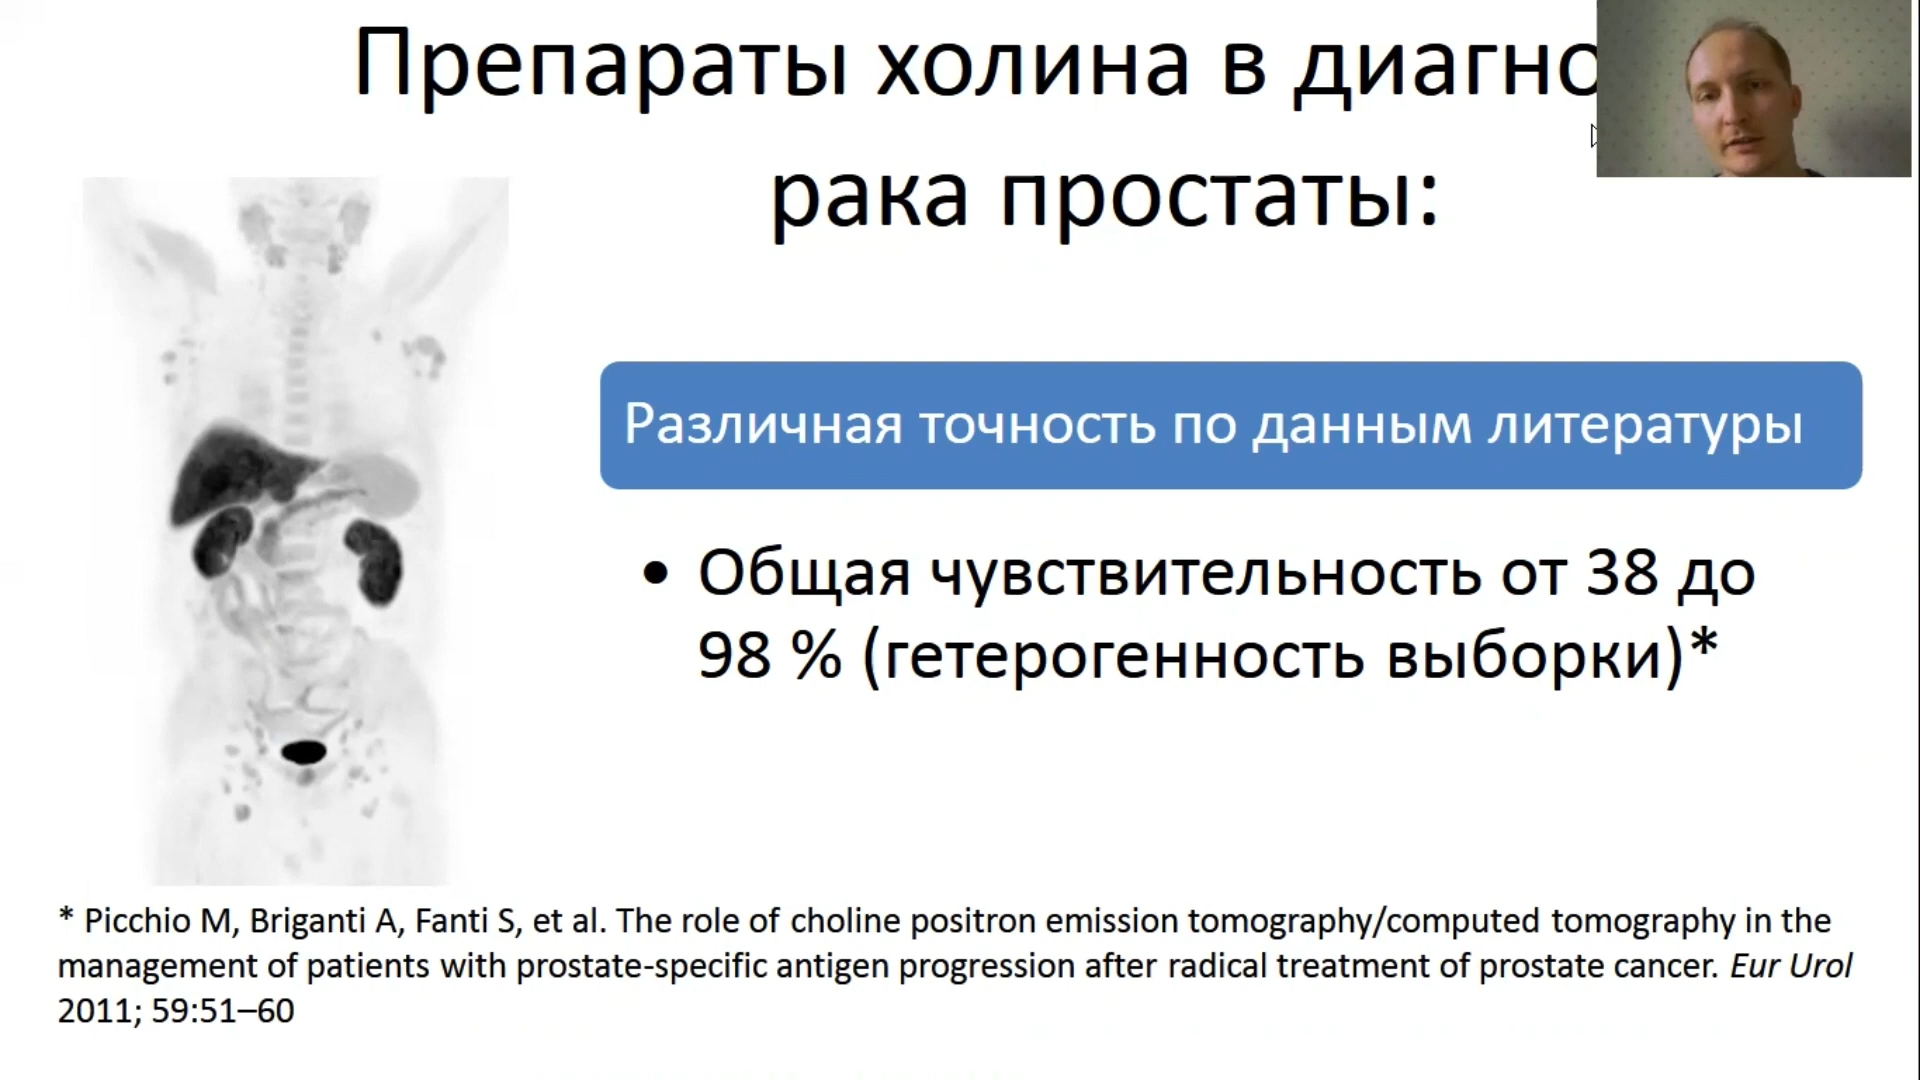 Препараты холина в диагно
рака простаты:
Различная точность по данным литературы
• Общая чувствительность от 38 до
98 % (гетерогенность выборки)*
* Picchio M, Briganti A, Fanti S, et al. The role of choline positron emission tomography/computed tomography in the
management of patients with prostate-specific antigen progression after radical treatment of prostate cancer. Eur Urol
2011; 59:51–60